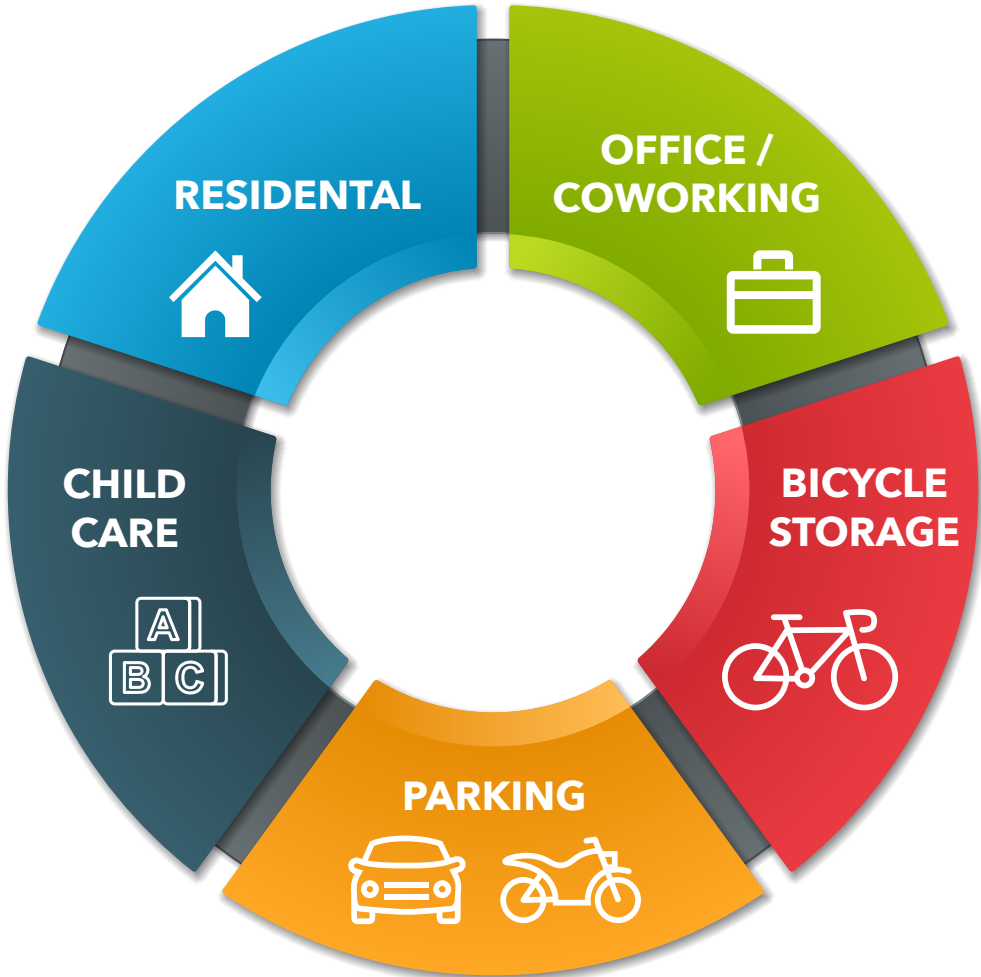 RESIDENTAL
OFFICE /
COWORKING
CHILD
CARE
BICYCLE
STORAGE
A
B C
PARKING